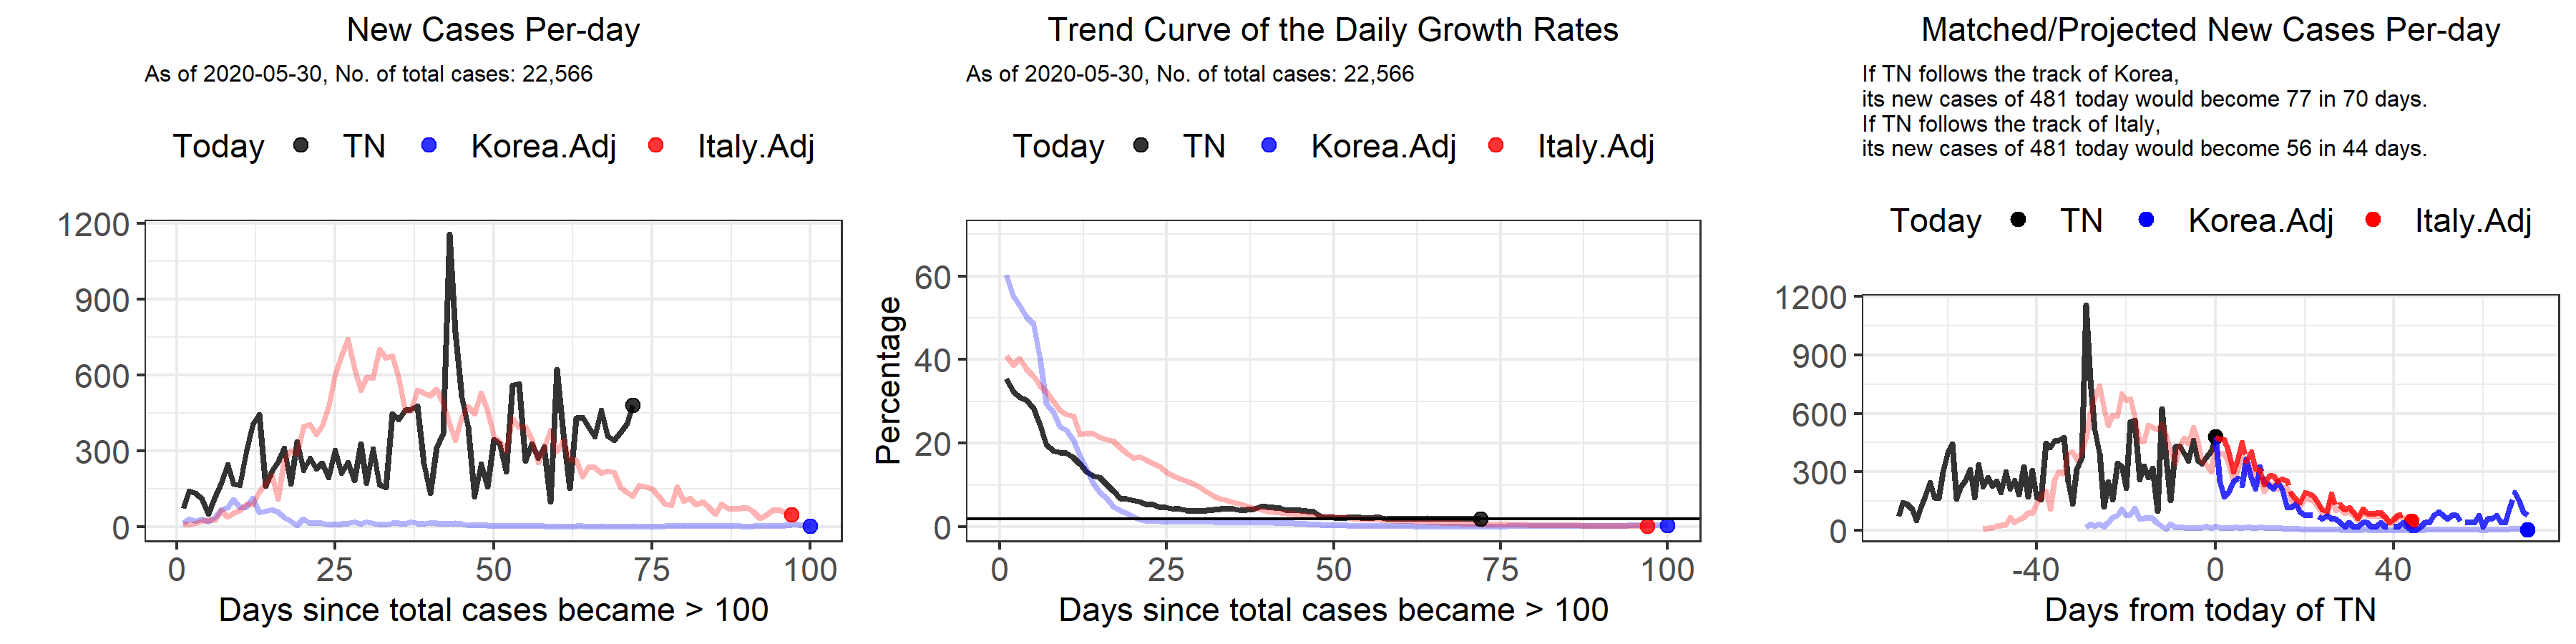 New Cases Per-day
As of 2020-05-30, No. of total cases: 22,566
Today TN Korea.Adj Italy.Adj
1200
900
600
300
0
0 25 50 75 100
Days since total cases became > 100
Trend Curve of the Daily Growth Rates
As of 2020-05-30, No. of total cases: 22,566
Today TN Korea.Adj Italy.Adj
Percentage
60
40
20
0
0 25 50 75 100
Days since total cases became > 100
Matched/Projected New Cases Per-day
If TN follows the track of Korea,
its new cases of 481 today would become 77 in 70 days.
If TN follows the track of Italy,
its new cases of 481 today would become 56 in 44 days.
Today TN Korea.Adj Italy.Adj
1200
900
600
300
0
-40 0 40
Days from today of TN